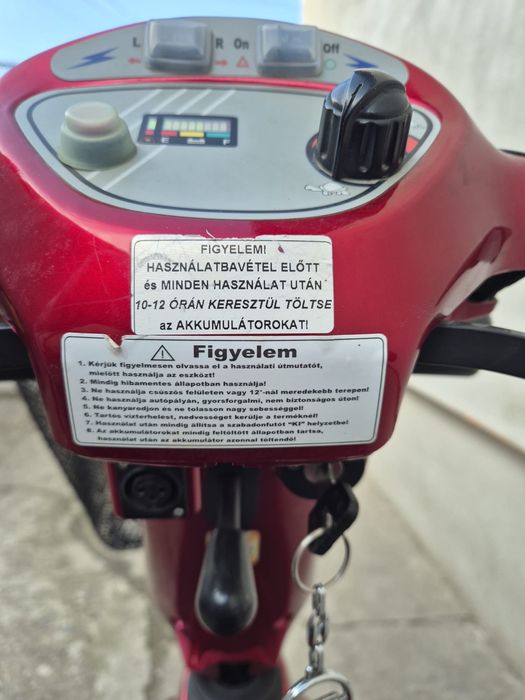 L R On Off
E F
FIGYELEM!
HASZNÁLATBAVÉTEL ELŐTT
és MINDEN HASZNÁLAT UTÁN
10-12 ÓRÁN KERESZTÜL TÖLTSE
az AKKUMULÁTOROKAT!
Figyelem
1. Kérjük figyelmesen olvassa el a használati útmutatót,
mielőtt használja az eszközt!
2. Mindig hibamentes állapotban használja!
3. Ne használja csúszós felületen vagy 12°-nál meredekebb terepen!
4. Ne használja autópályán, gyorsforgalmi, nem biztonságos úton!
5. Ne kanyarodjon és ne tolasson nagy sebességgel!
6. Tartós vízterhelést, nedvességet kerülje a terméknél!
7. Használat után mindig állítsa a szabadonfutót "KI" helyzetbe!
8. Az akkumulátorokat mindig feltöltött állapotban tartsa,
használat után az akkumulátor azonnal töltendő!